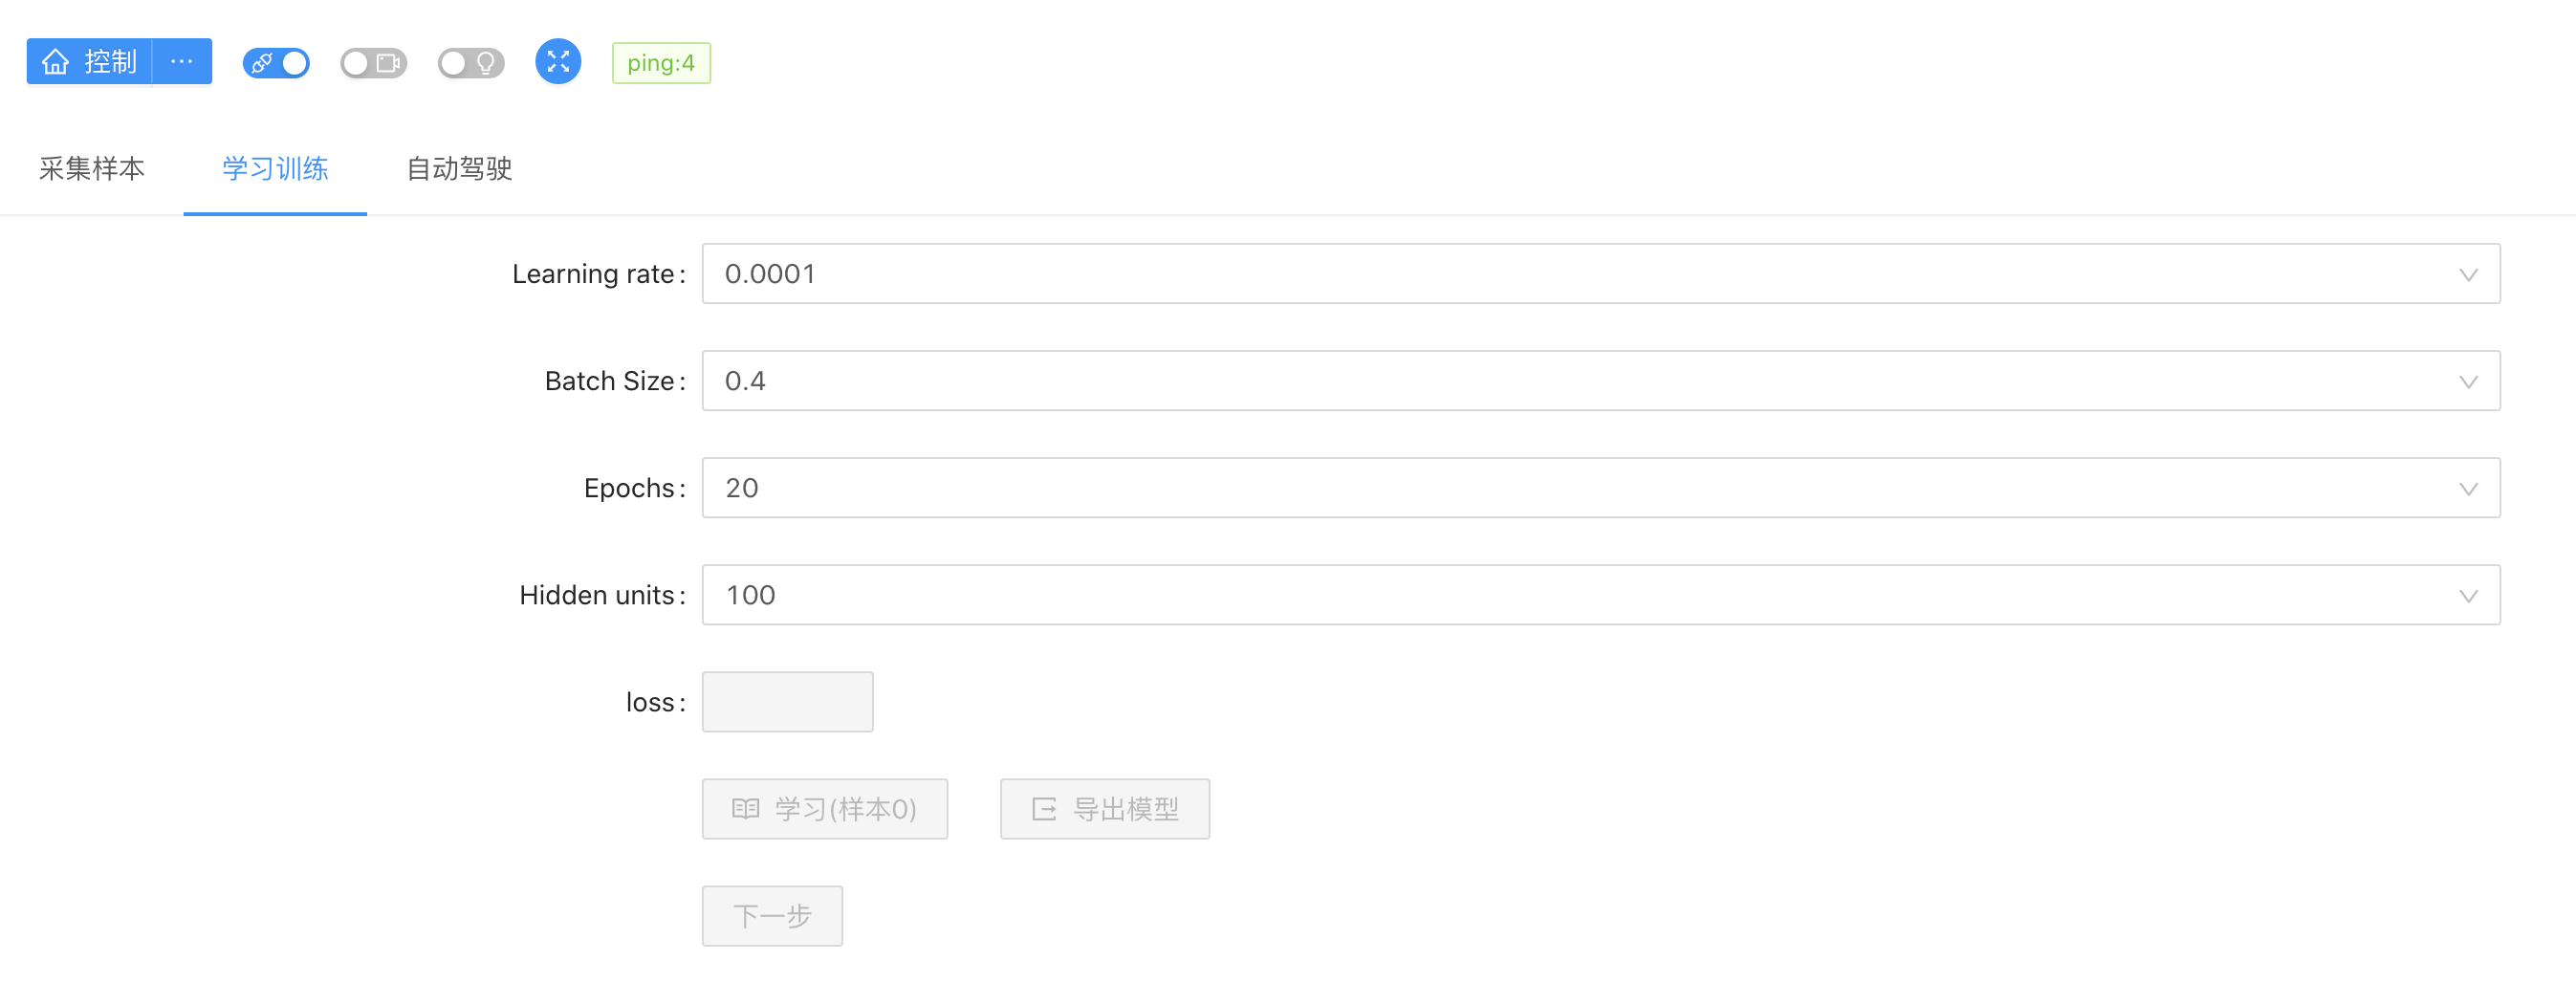 控制 ··· ping:4
采集样本 学习训练 自动驾驶
Learning rate: 0.0001
Batch Size: 0.4
Epochs: 20
Hidden units: 100
loss:
学习(样本0) 导出模型
下一步